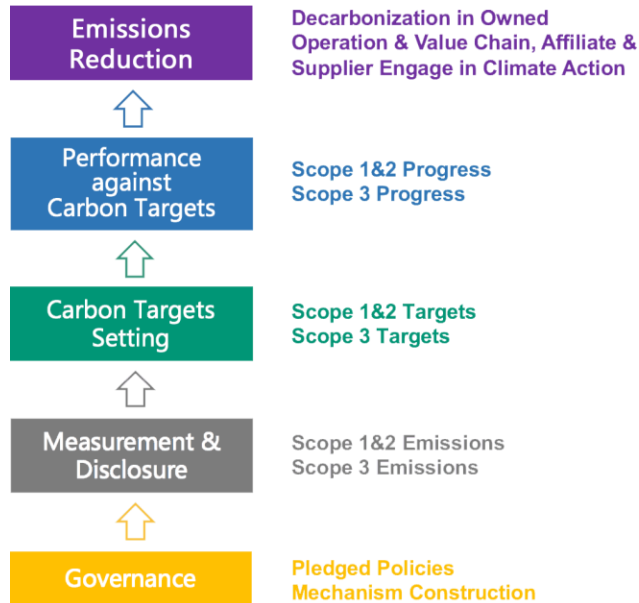 Emissions
Reduction
Decarbonization in Owned
Operation & Value Chain, Affiliate &
Supplier Engage in Climate Action
Performance
against
Carbon Targets
Scope 1&2 Progress
Scope 3 Progress
Carbon Targets
Setting
Scope 1&2 Targets
Scope 3 Targets
Measurement &
Disclosure
Scope 1&2 Emissions
Scope 3 Emissions
Governance
Pledged Policies
Mechanism Construction